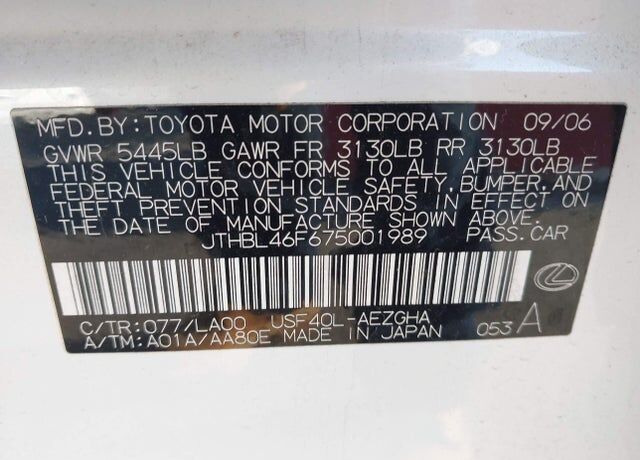 MFD. BY: TOYOTA MOTOR CORPORATION 09/06
GVWR 5445LB GAWR FR 3130LB RR 3130LB
THIS VEHICLE CONFORMS TO ALL APPLICABLE
FEDERAL MOTOR VEHICLE SAFETY, BUMPER, AND
THEFT PREVENTION STANDARDS IN EFFECT ON
THE DATE OF MANUFACTURE SHOWN ABOVE.
JTHBL46F675001989 PASS. CAR
C/TR: 077/LA00 USF40L-AEZGHA
A/TM: A01A/AA80E MADE IN JAPAN 053 A